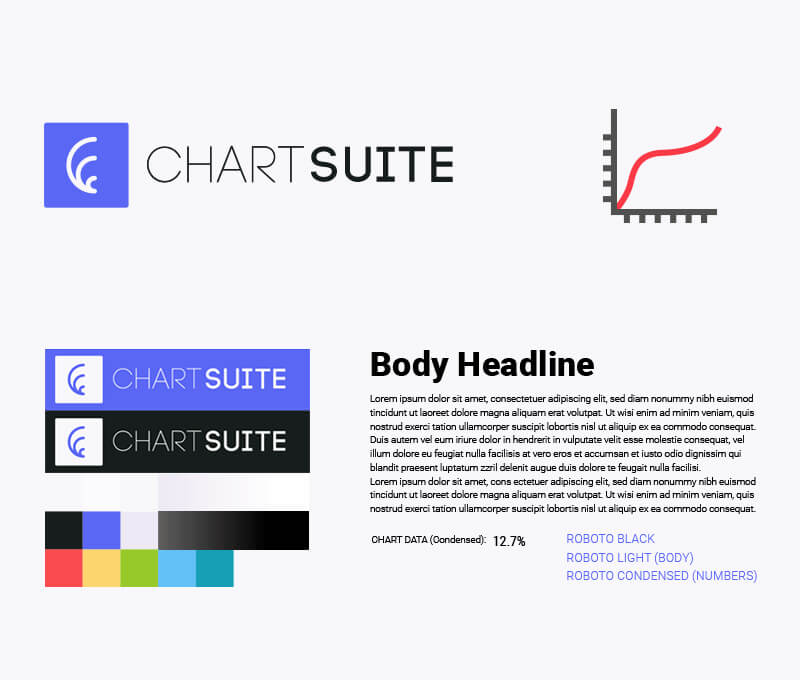 CHARTSUITE
CHARTSUITE
CHARTSUITE
Body Headline
Lorem ipsum dolor sit amet, consectetuer adipiscing elit, sed diam nonummy nibh euismod
tincidunt ut laoreet dolore magna aliquam erat volutpat. Ut wisi enim ad minim veniam, quis
nostrud exerci tation ullamcorper suscipit lobortis nisl ut aliquip ex ea commodo consequat.
Duis autem vel eum iriure dolor in hendrerit in vulputate velit esse molestie consequat, vel
illum dolore eu feugiat nulla facilisis at vero eros et accumsan et iusto odio dignissim qui
blandit praesent luptatum zzril delenit augue duis dolore te feugait nulla facilisi.
Lorem ipsum dolor sit amet, cons ectetuer adipiscing elit, sed diam nonummy nibh euismod
tincidunt ut laoreet dolore magna aliquam erat volutpat. Ut wisi enim ad minim veniam, quis
nostrud exerci tation ullamcorper suscipit lobortis nisl ut aliquip ex ea commodo consequat.
CHART DATA (Condensed): 12.7%
ROBOTO BLACK
ROBOTO LIGHT (BODY)
ROBOTO CONDENSED (NUMBERS)